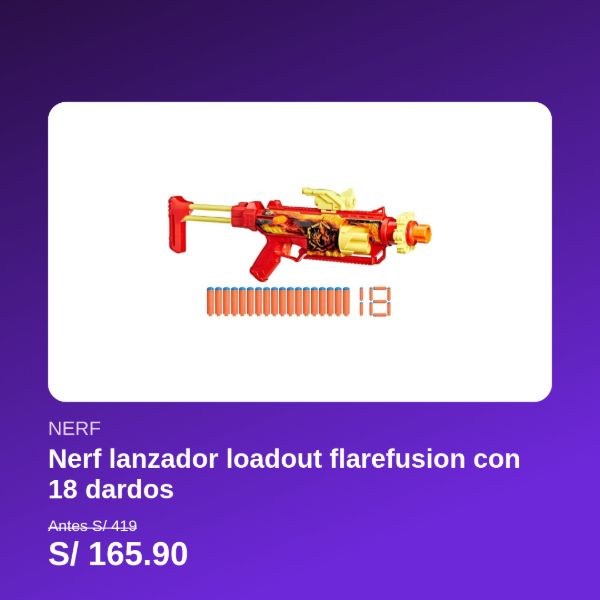 18
NERF
Nerf lanzador loadout flarefusion con
18 dardos
Antes S/ 419
S/ 165.90